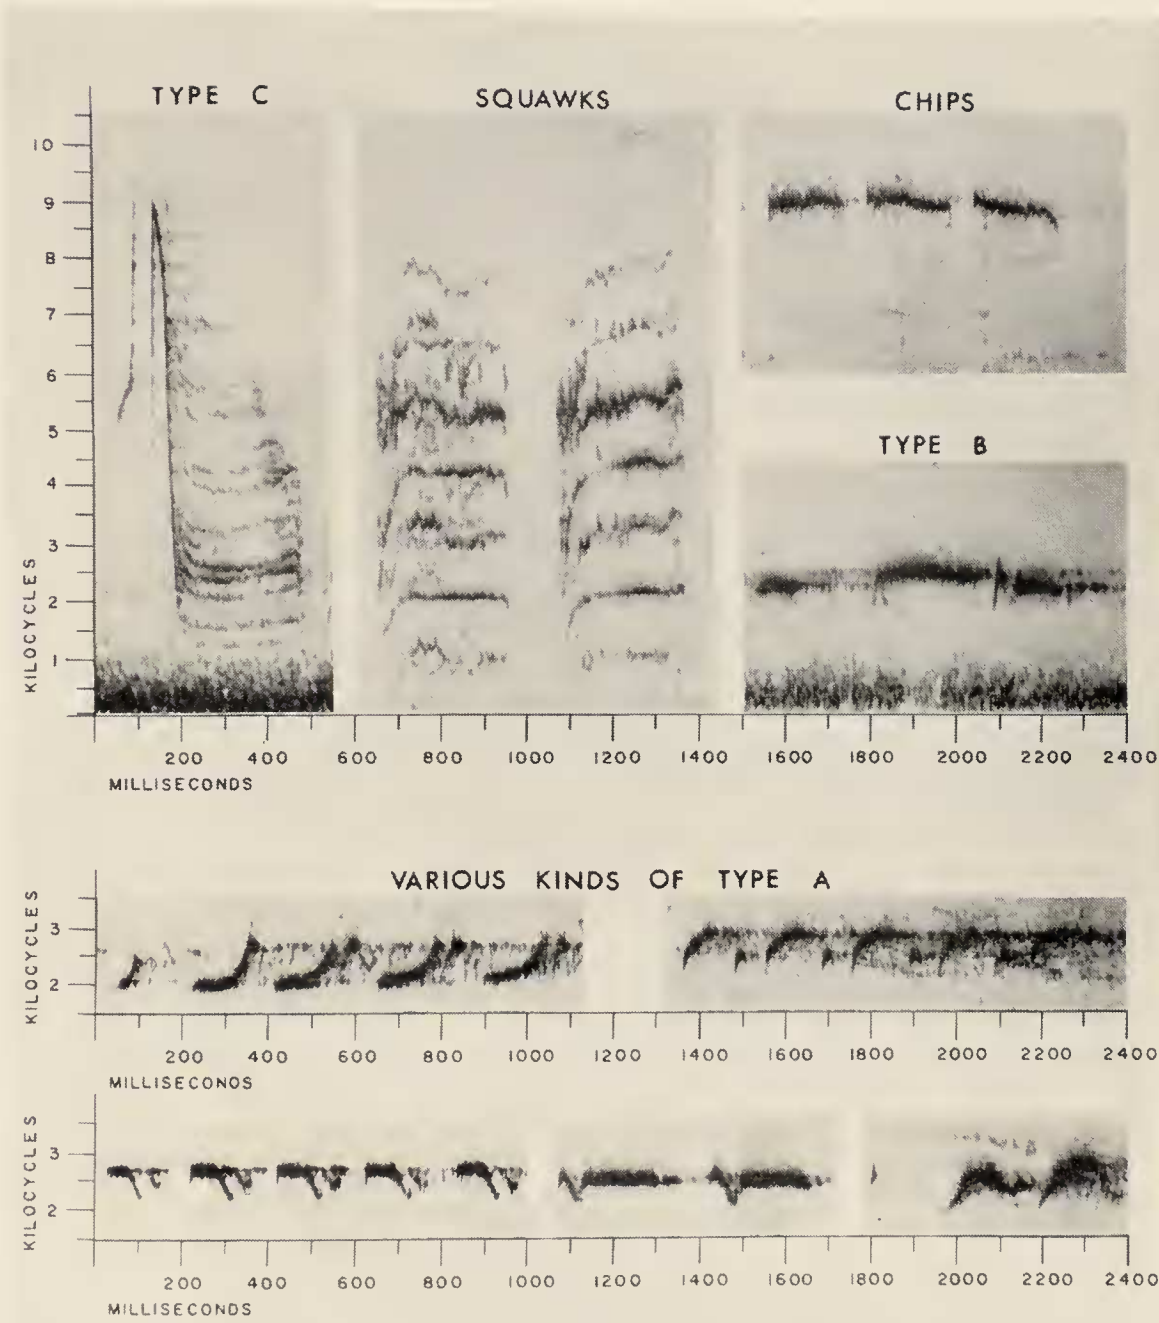 TYPE C
SQUAWKS
CHIPS
10
9
8
7
6
5
4
3
2
1
KILOCYCLES
TYPE B
200 400 600 800 1000 1200 1400 1600 1800 2000 2200 2400
MILLISECONDS
VARIOUS KINDS OF TYPE A
KILOCYCLES
3
2
200 400 600 800 1000 1200 1400 1600 1800 2000 2200 2400
MILLISECONDS
KILOCYCLES
3
2
200 400 600 800 1000 1200 1400 1600 1800 2000 2200 2400
MILLISECONDS